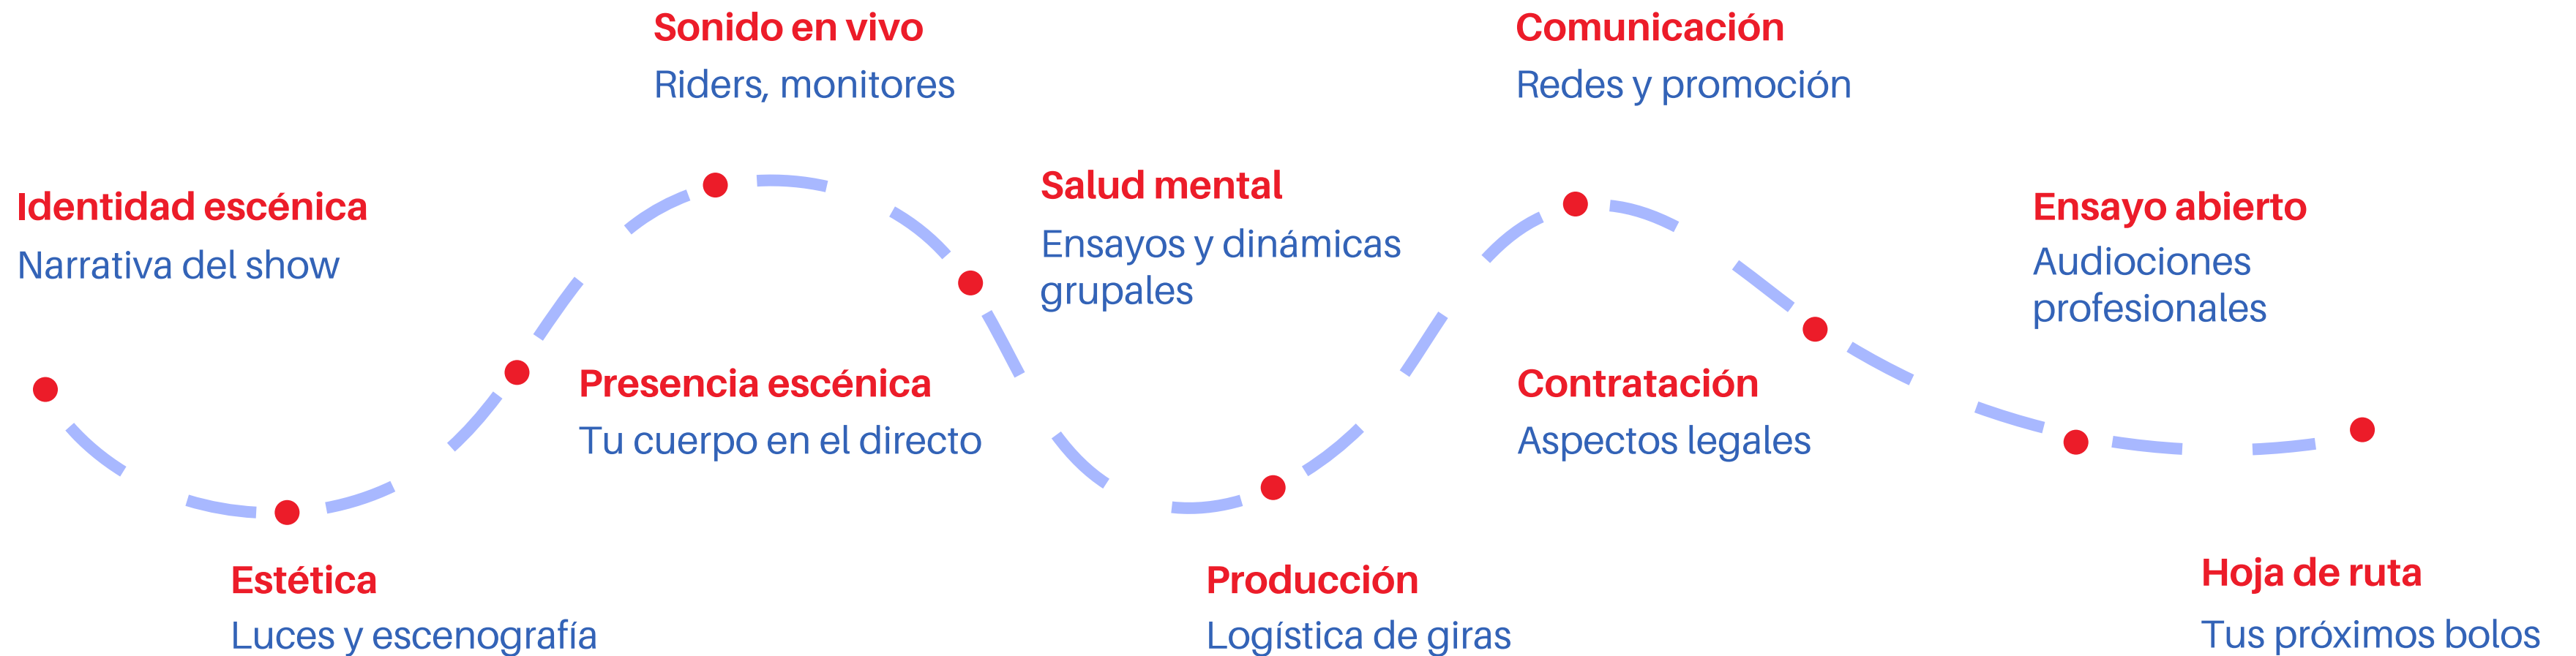 Identidad escénica
Narrativa del show
Estética
Luces y escenografía
Presencia escénica
Tu cuerpo en el directo
Sonido en vivo
Riders, monitores
Salud mental
Ensayos y dinámicas
grupales
Producción
Logística de giras
Comunicación
Redes y promoción
Contratación
Aspectos legales
Ensayo abierto
Audiociones
profesionales
Hoja de ruta
Tus próximos bolos